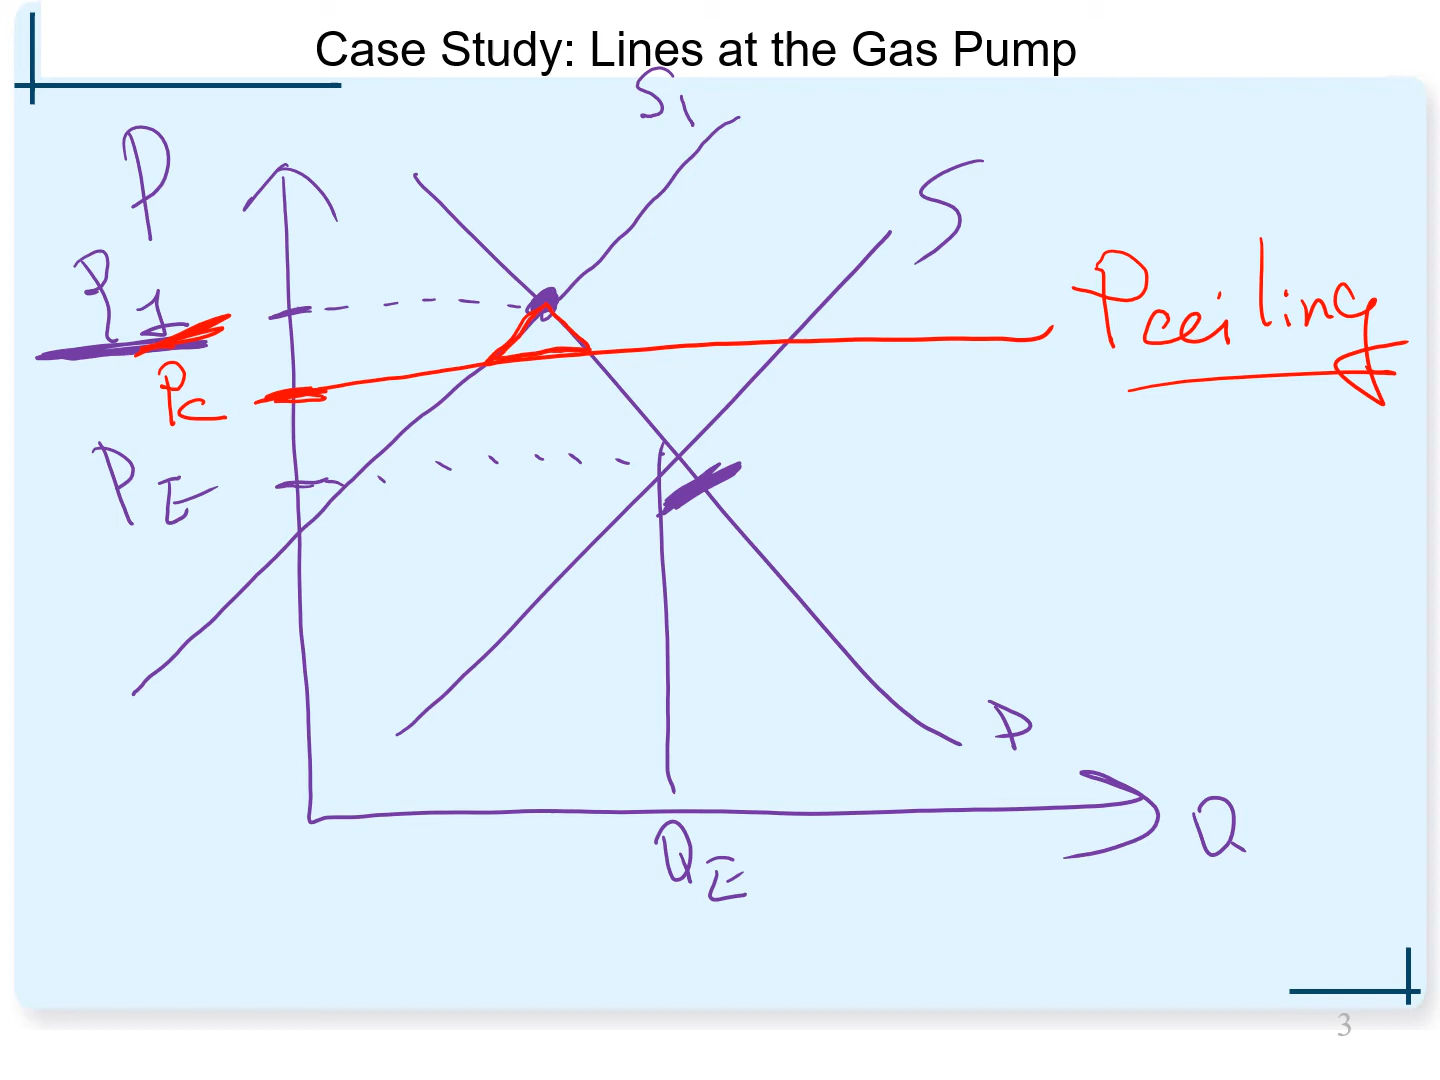 Case Study: Lines at the Gas Pump
S1
P
S
P1
Pceiling
Pc
PE
D
Q
QE
3